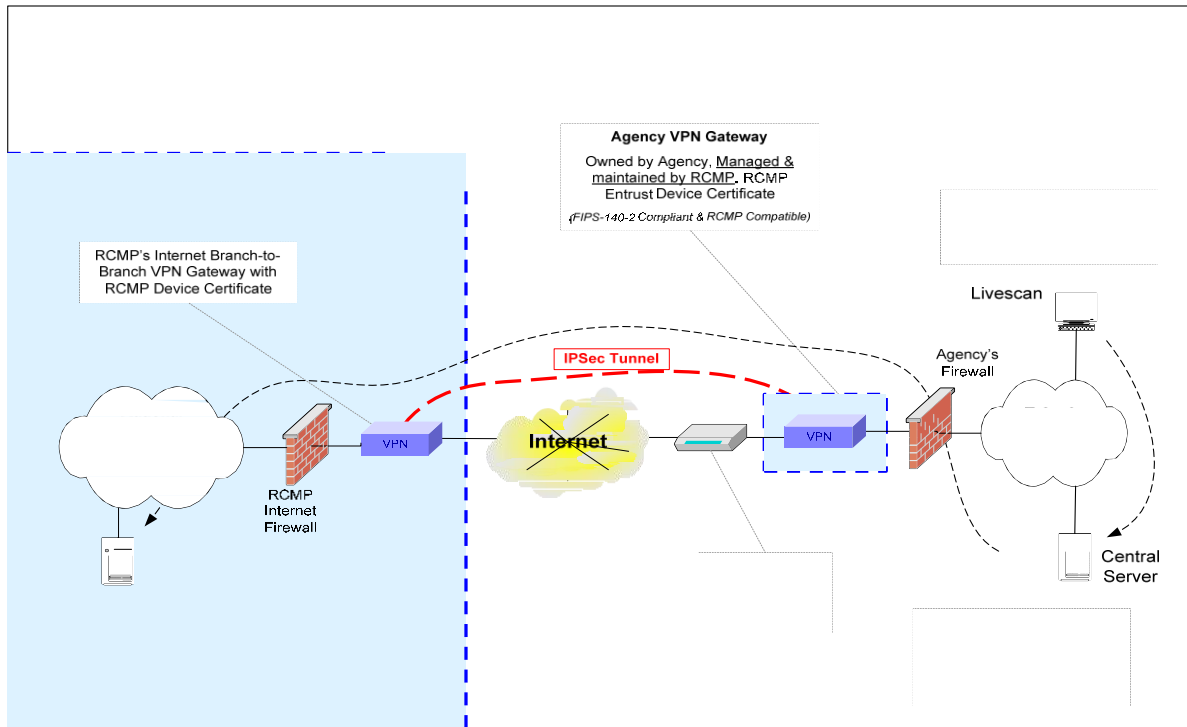 Agency VPN Gateway
Owned by Agency, Managed &
maintained by RCMP. RCMP
Entrust Device Certificate
(FIPS-140-2 Compliant & RCMP Compatible)
RCMP's Internet Branch-to-
Branch VPN Gateway with
RCMP Device Certificate
Livescan
IPSec Tunnel
Agency's
Firewall
VPN
Internet
VPN
RCMP
Internet
Firewall
Central
Server